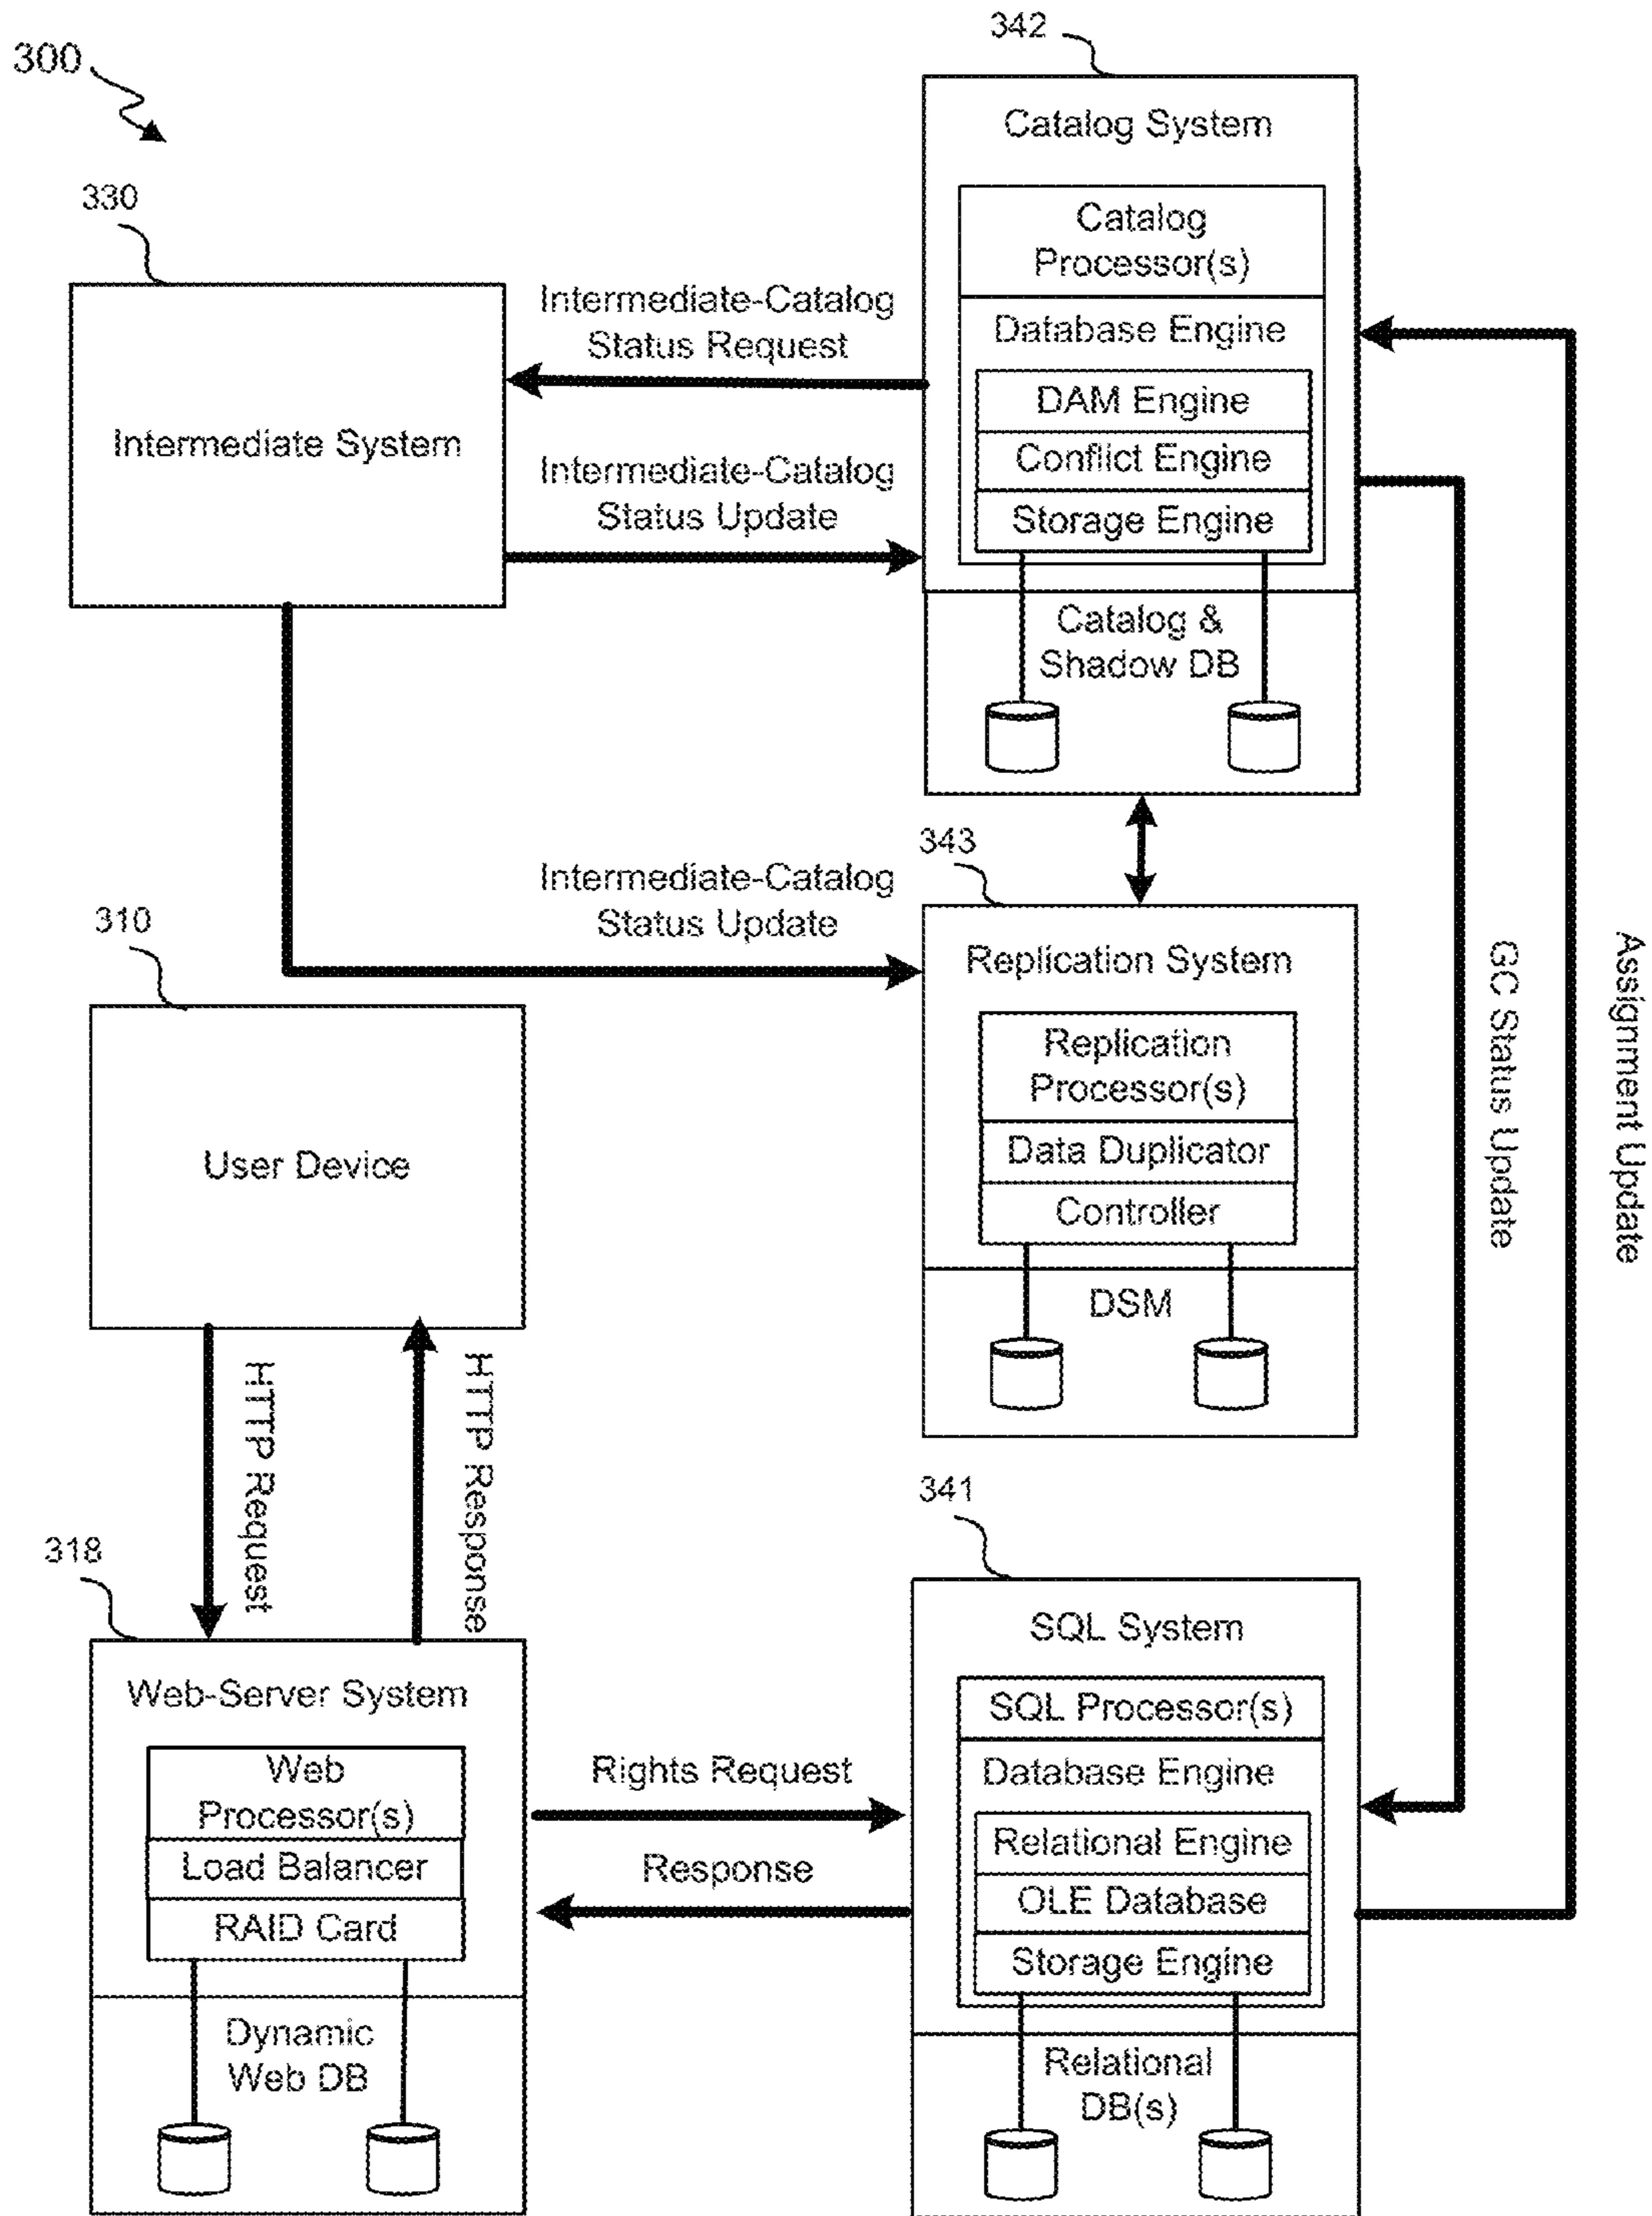 300
342
Catalog System
Catalog
Processor(s)
Database Engine
DAM Engine
Conflict Engine
Storage Engine
Catalog &
Shadow DB
330
Intermediate System
Intermediate-Catalog
Status Request
Intermediate-Catalog
Status Update
Intermediate-Catalog
Status Update
343
Replication System
Replication
Processor(s)
Data Duplicator
Controller
DSM
GC Status Update
Assignment Update
310
User Device
HTTP Request
HTTP Response
318
Web-Server System
Web
Processor(s)
Load Balancer
RAID Card
Dynamic
Web DB
Rights Request
Response
341
SQL System
SQL Processor(s)
Database Engine
Relational Engine
OLE Database
Storage Engine
Relational
DB(s)